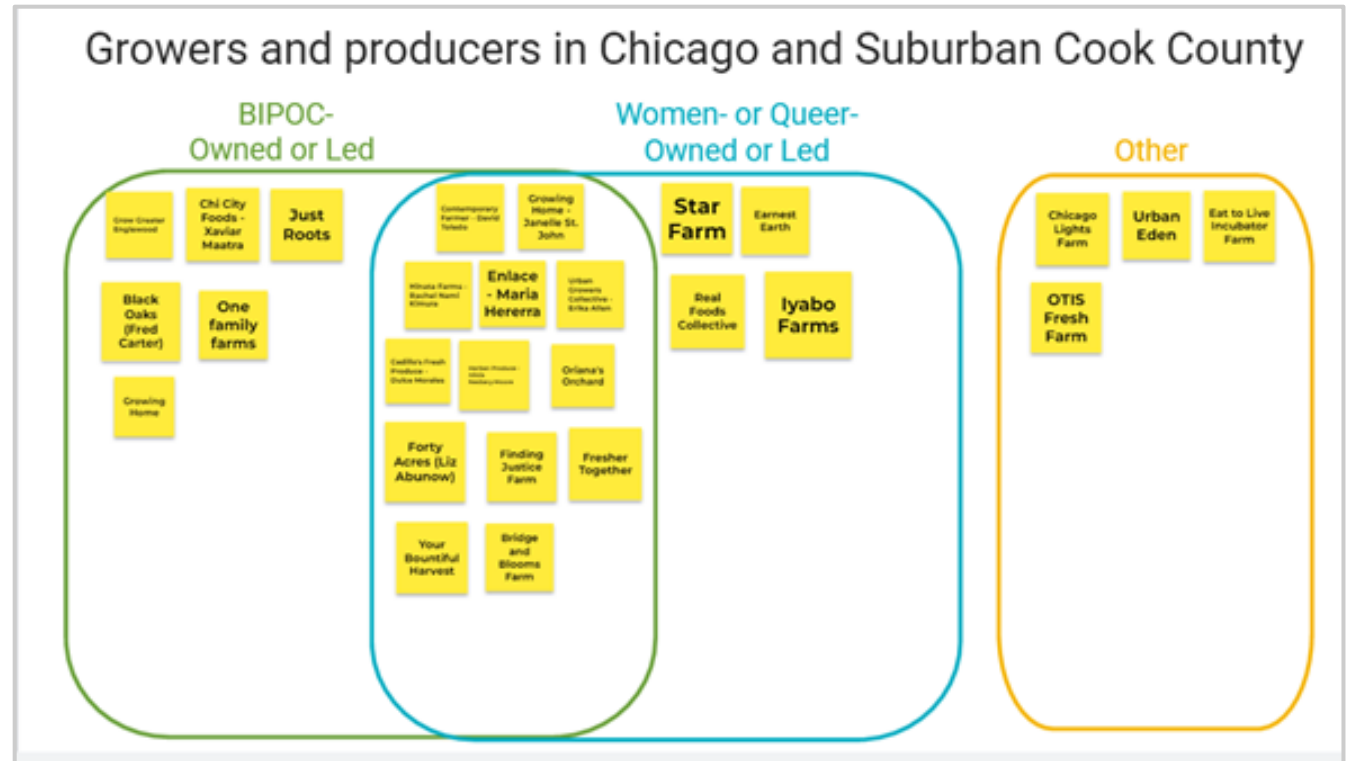 Growers and producers in Chicago and Suburban Cook County
BIPOC-
Owned or Led
Women- or Queer-
Owned or Led
Other
Grow Greater
Englewood
Chi City
Foods -
Xaviar
Maatra
Just
Roots
Black
Oaks
(Fred
Carter)
One
family
farms
Growing
Home
Contemporary
Farmer - David
Toledo
Growing
Home -
Janelle St.
John
Hinata Farms -
Rachel Nami
Kimura
Enlace
- Maria
Hererra
Urban
Growers
Collective -
Erika Allen
Cedillo's Fresh
Produce -
Dulce Morales
Produce -
Oriana's
Orchard
Forty
Acres (Liz
Abunow)
Finding
Justice
Farm
Fresher
Together
Your
Bountiful
Harvest
Bridge
and
Blooms
Farm
Star
Farm
Earnest
Earth
Real
Foods
Collective
Iyabo
Farms
Chicago
Lights
Farm
Urban
Eden
Eat to Live
Incubator
Farm
OTIS
Fresh
Farm